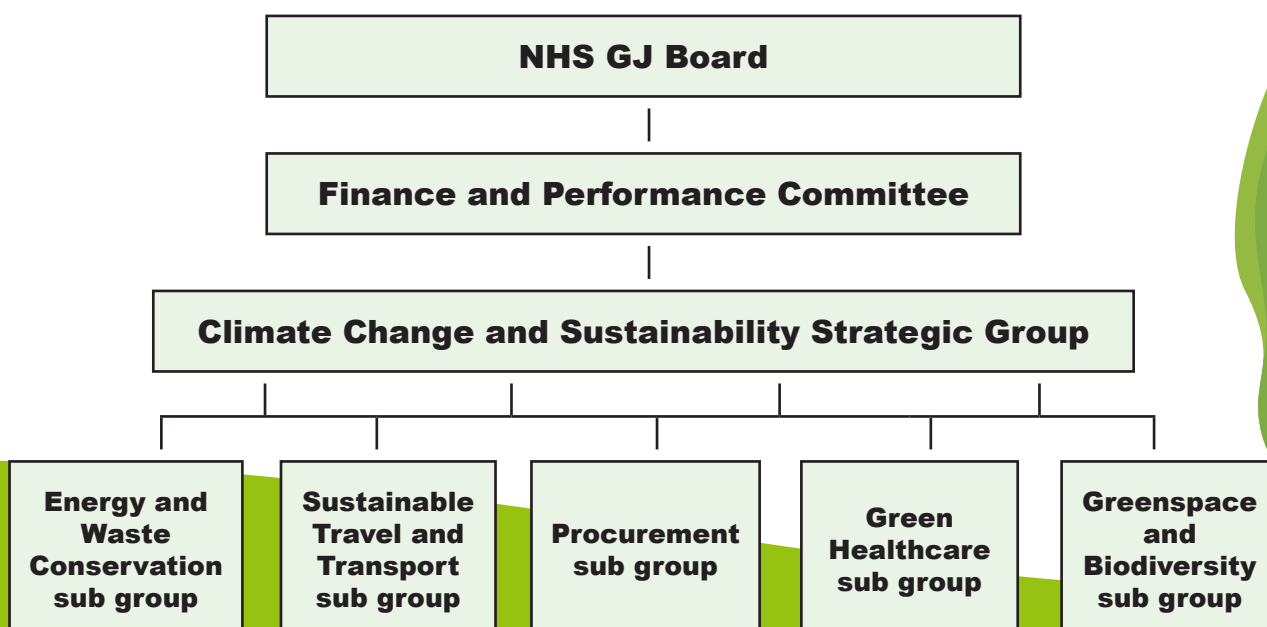 NHS GJ Board
Finance and Performance Committee
Climate Change and Sustainability Strategic Group
Energy and
Waste
Conservation
sub group
Sustainable
Travel and
Transport
sub group
Procurement
sub group
Green
Healthcare
sub group
Greenspace
and
Biodiversity
sub group